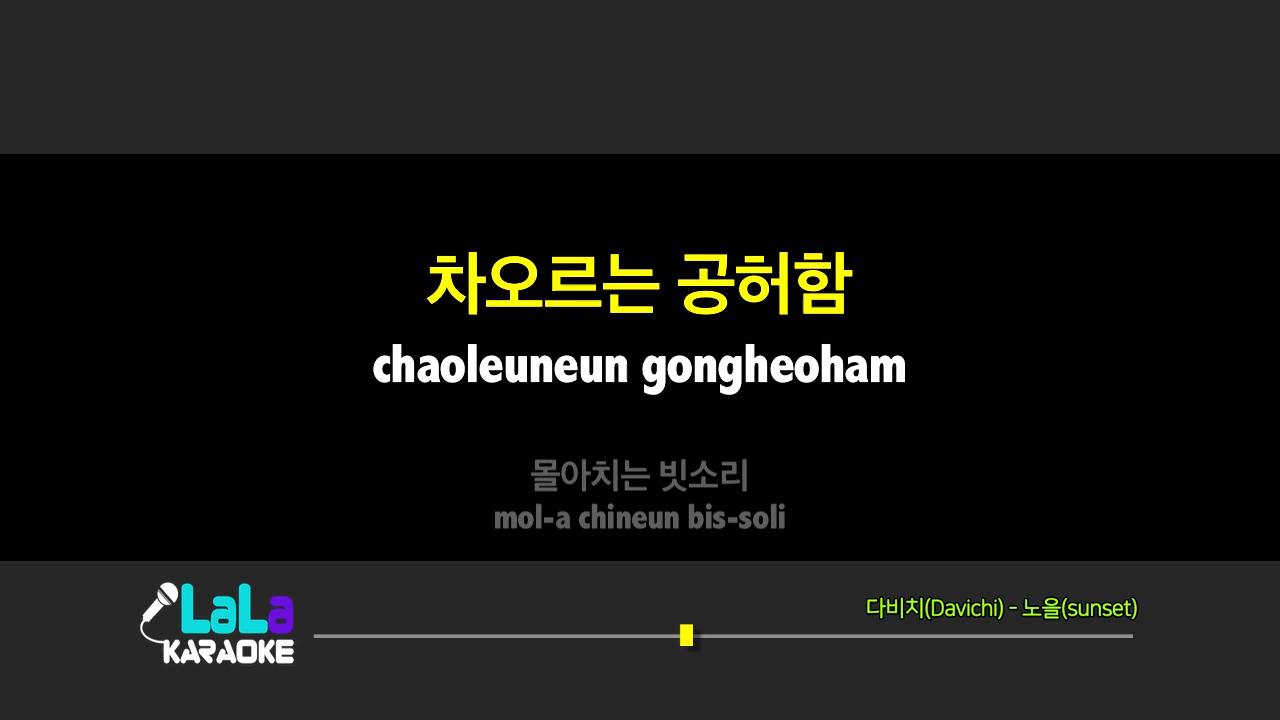 차오르는 공허함
chaoleuneun gongheoham
몰아치는 빗소리
mol-a chineun bis-soli
LaLa
KARAOKE
다비치(Davichi) - 노을(sunset)